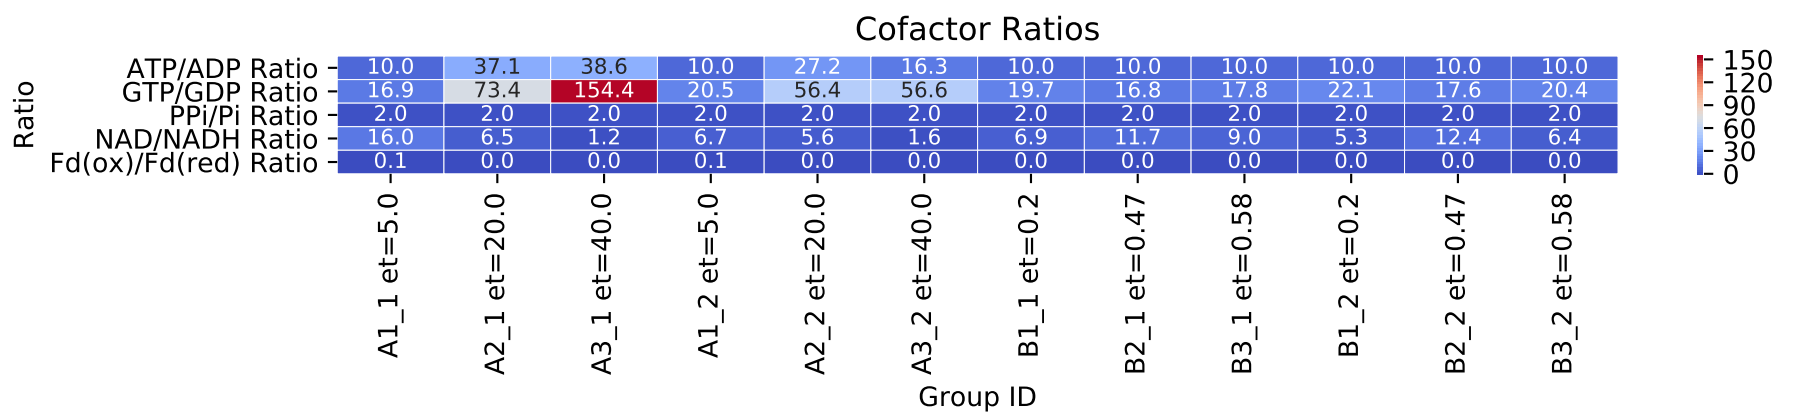 Cofactor Ratios
Ratio
ATP/ADP Ratio 10.0 37.1 38.6 10.0 27.2 16.3 10.0 10.0 10.0 10.0 10.0 10.0
GTP/GDP Ratio 16.9 73.4 154.4 20.5 56.4 56.6 19.7 16.8 17.8 22.1 17.6 20.4
PPi/Pi Ratio 2.0 2.0 2.0 2.0 2.0 2.0 2.0 2.0 2.0 2.0 2.0 2.0
NAD/NADH Ratio 16.0 6.5 1.2 6.7 5.6 1.6 6.9 11.7 9.0 5.3 12.4 6.4
Fd(ox)/Fd(red) Ratio 0.1 0.0 0.0 0.1 0.0 0.0 0.0 0.0 0.0 0.0 0.0 0.0
150
120
90
60
30
0
A1_1 et=5.0
A2_1 et=20.0
A3_1 et=40.0
A1_2 et=5.0
A2_2 et=20.0
A3_2 et=40.0
B1_1 et=0.2
B2_1 et=0.47
B3_1 et=0.58
B1_2 et=0.2
B2_2 et=0.47
B3_2 et=0.58
Group ID